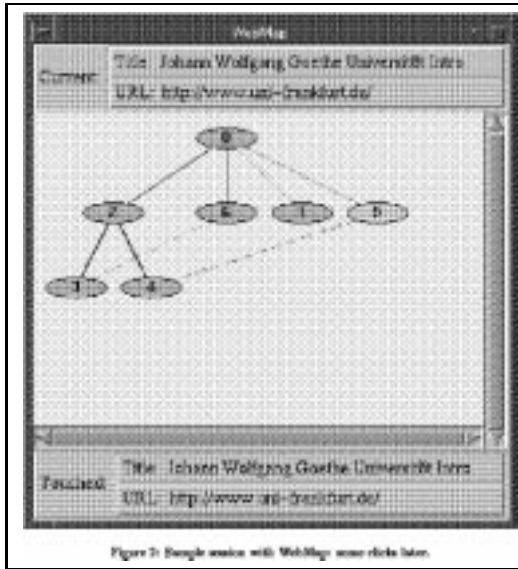 WebMap
Current:
Title: Johann Wolfgang Goethe Universität Intro
URL: http://www.uni-frankfurt.de/
0
2 6 1 5
3 4
Touched:
Title: Johann Wolfgang Goethe Universität Intro
URL: http://www.uni-frankfurt.de/
Sample session with WebMap: some clicks later.